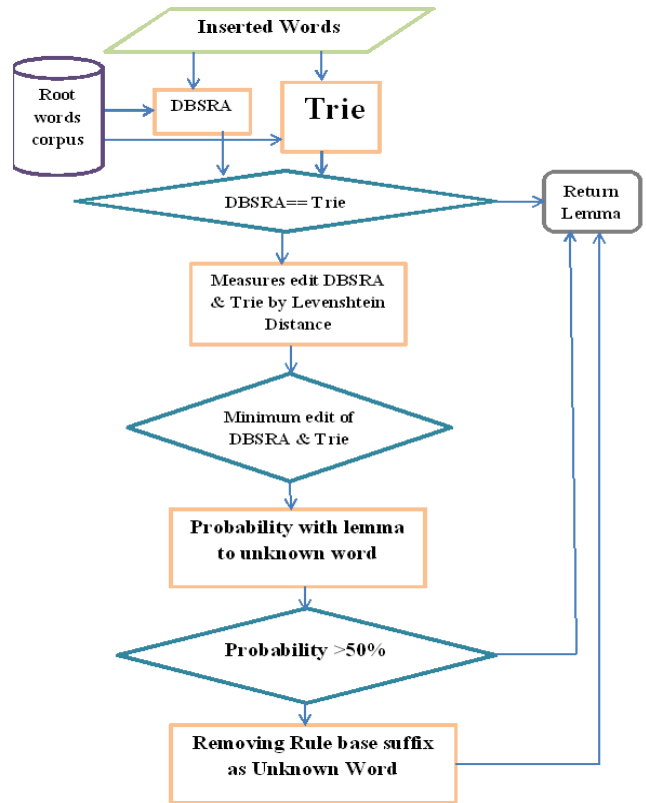 Inserted Words
Root
words
corpus
DBSRA
Trie
DBSRA== Trie
Return
Lemma
Measures edit DBSRA
& Trie by Levenshtein
Distance
Minimum edit of
DBSRA & Trie
Probability with lemma
to unknown word
Probability >50%
Removing Rule base suffix
as Unknown Word